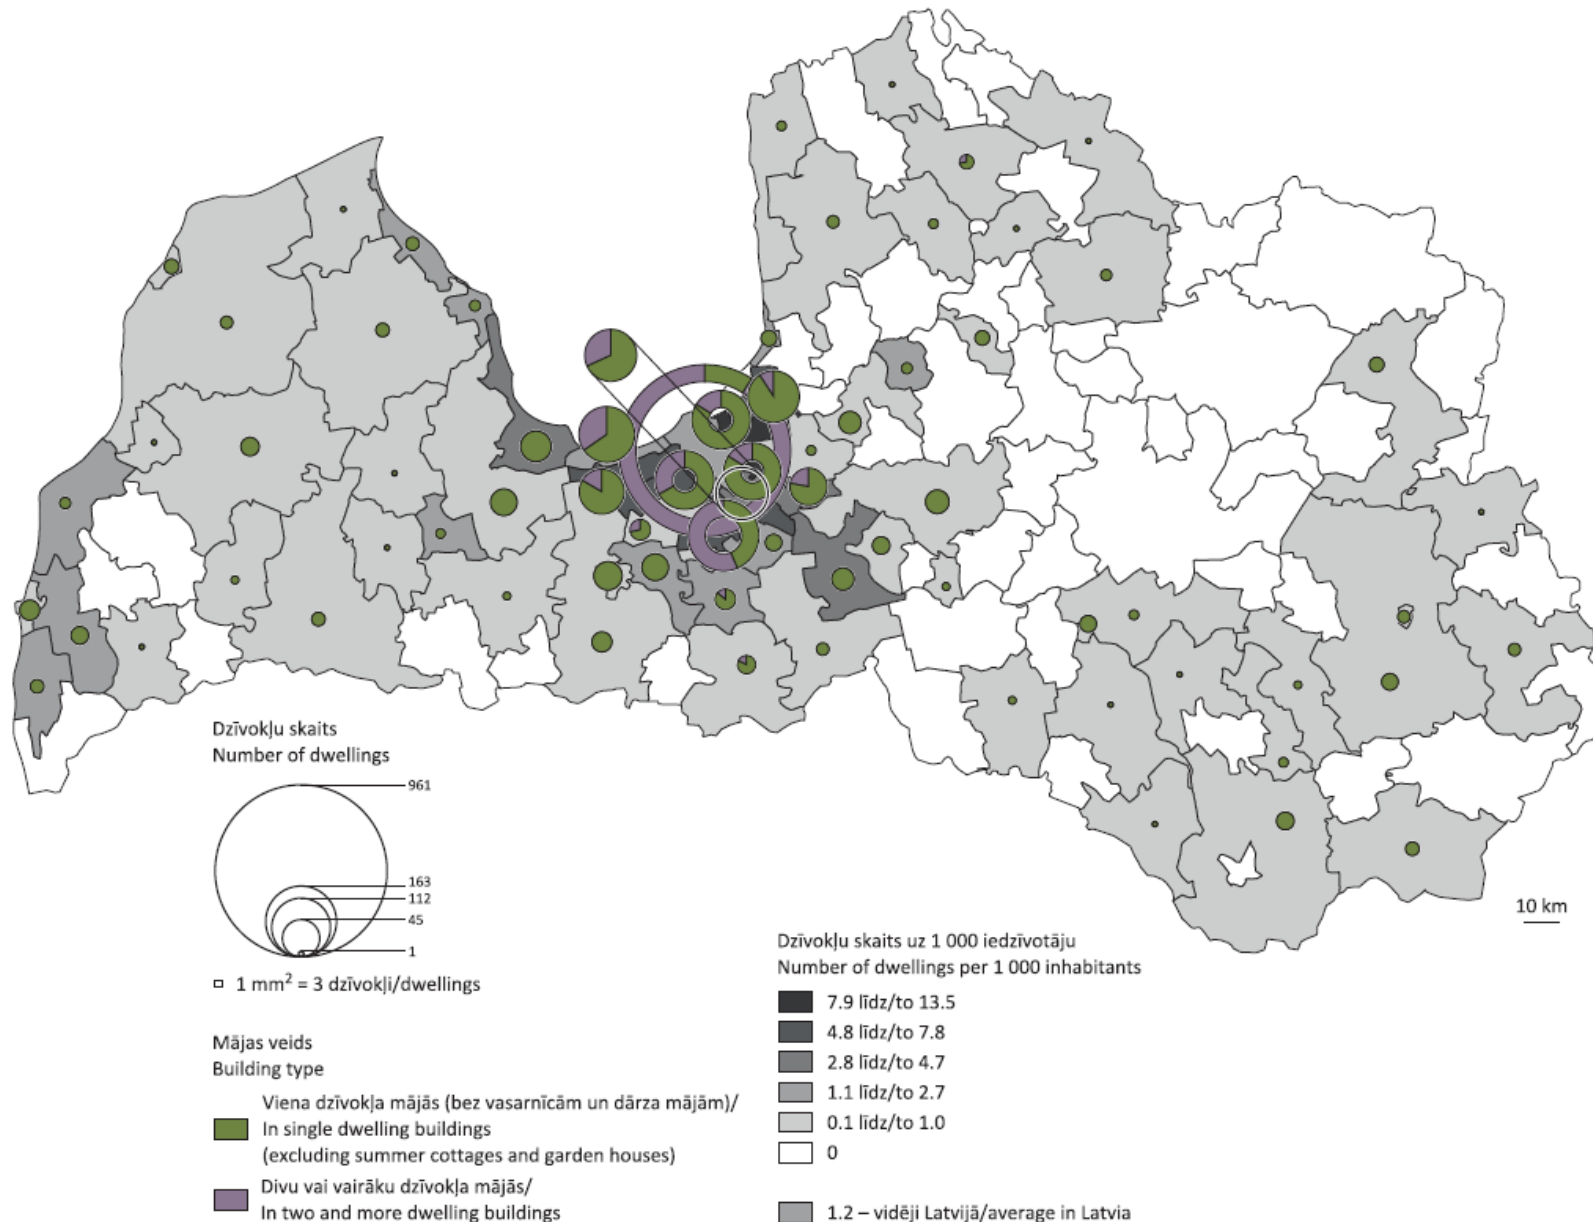 Dzīvokļu skaits
Number of dwellings
961
163
112
45
1
1 mm² = 3 dzīvokļi/dwellings
Mājas veids
Building type
Viena dzīvokļa mājās (bez vasarnīcām un dārza mājām)/
In single dwelling buildings
(excluding summer cottages and garden houses)
Divu vai vairāku dzīvokļa mājās/
In two and more dwelling buildings
10 km
Dzīvokļu skaits uz 1 000 iedzīvotāju
Number of dwellings per 1 000 inhabitants
7.9 līdz/to 13.5
4.8 līdz/to 7.8
2.8 līdz/to 4.7
1.1 līdz/to 2.7
0.1 līdz/to 1.0
0
1.2 – vidēji Latvijā/average in Latvia